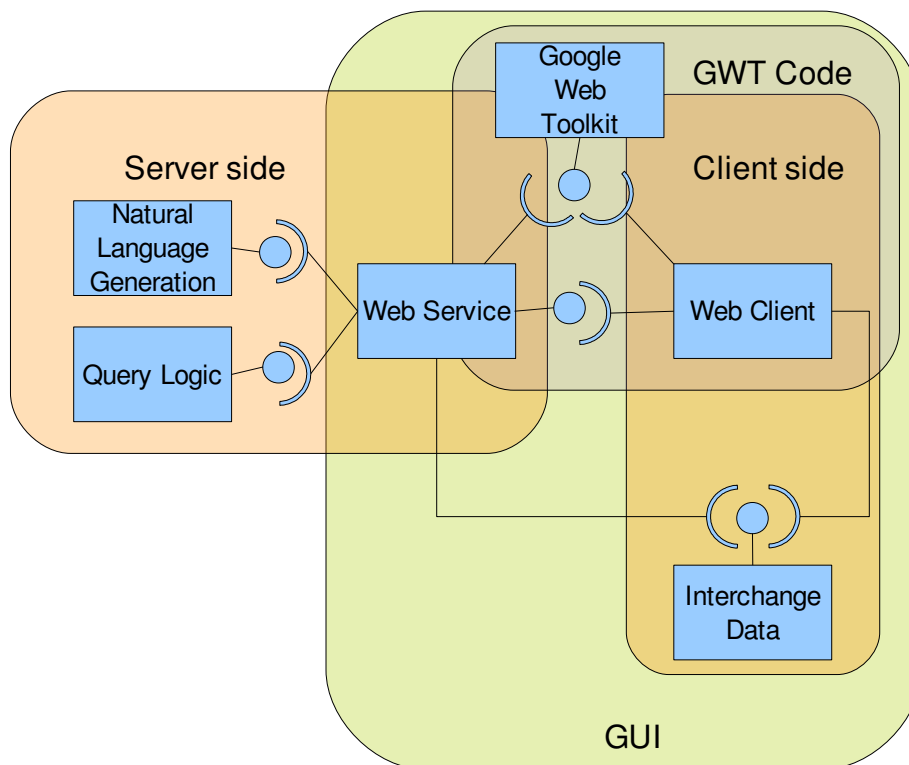 Google
Web
Toolkit
GWT Code
Server side
Client side
Natural
Language
Generation
Web Service
Web Client
Query Logic
Interchange
Data
GUI